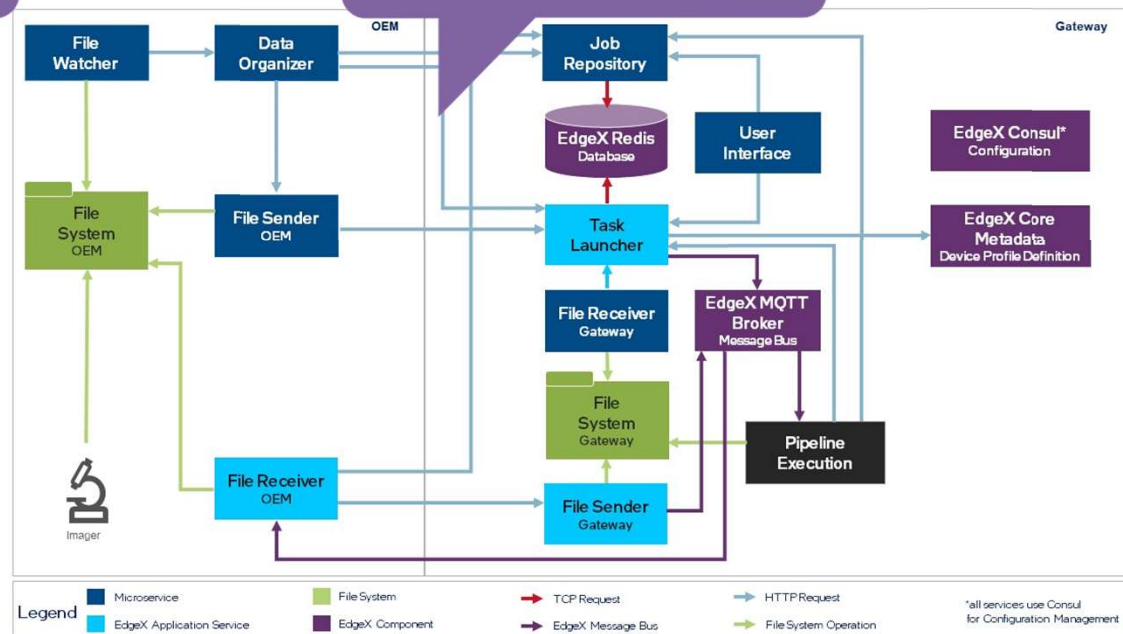 OEM
Gateway
File
Watcher
Data
Organizer
Job
Repository
EdgeX Redis
Database
User
Interface
EdgeX Consul*
Configuration
File
System
OEM
File Sender
OEM
Task
Launcher
EdgeX Core
Metadata
Device Profile Definition
File Receiver
Gateway
EdgeX MQTT
Broker
Message Bus
File
System
Gateway
Pipeline
Execution
File Receiver
OEM
File Sender
Gateway
Imager
Legend
Microservice
File System
TCP Request
HTTP Request
EdgeX Application Service
EdgeX Component
EdgeX Message Bus
File System Operation
*all services use Consul
for Configuration Management